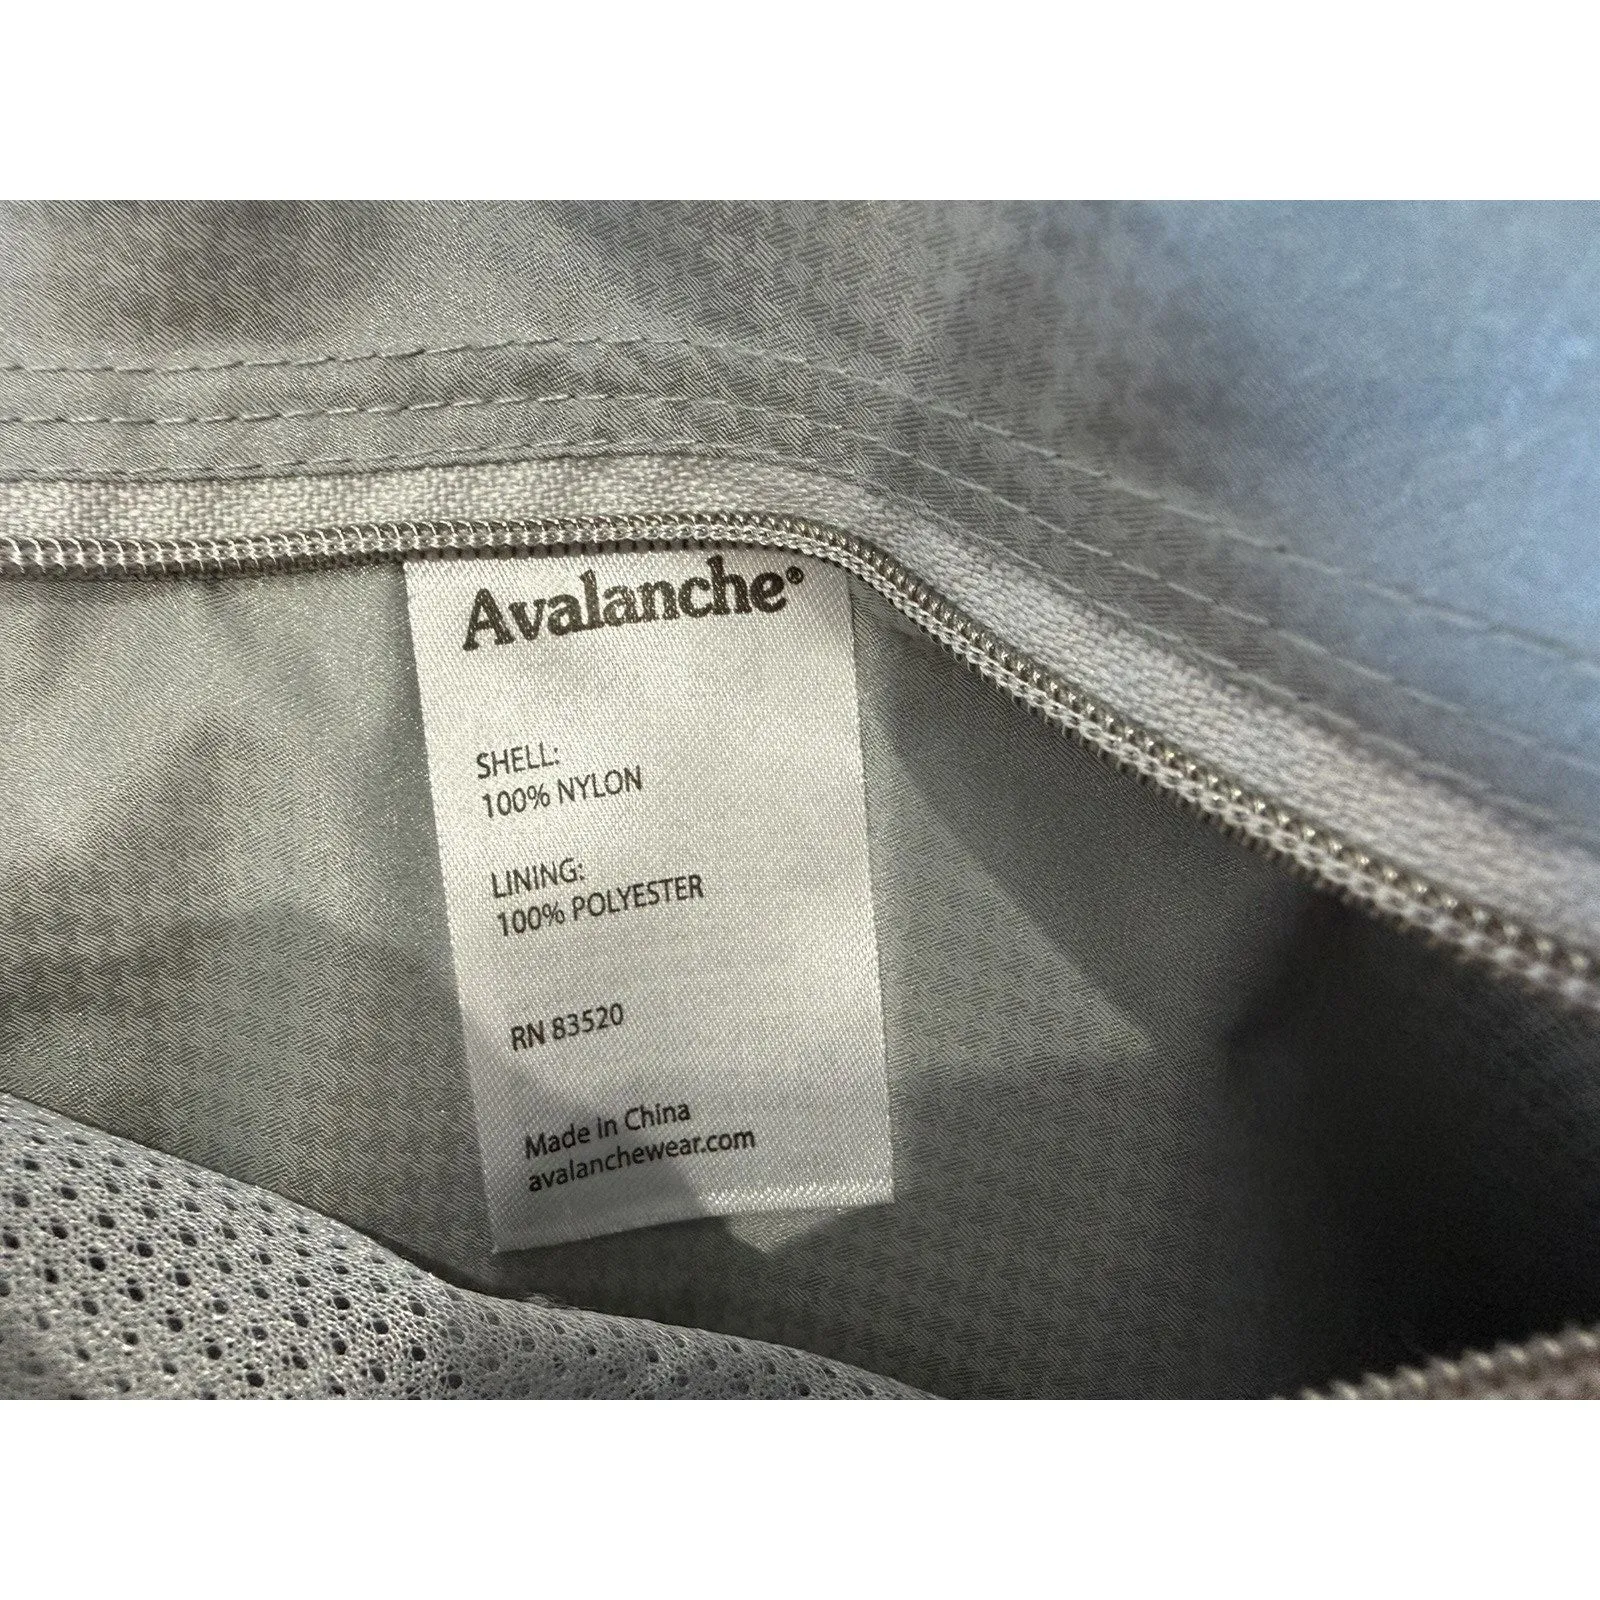 Avalanche®
SHELL:
100% NYLON
LINING:
100% POLYESTER
RN 83520
Made in China
avalanchewear.com